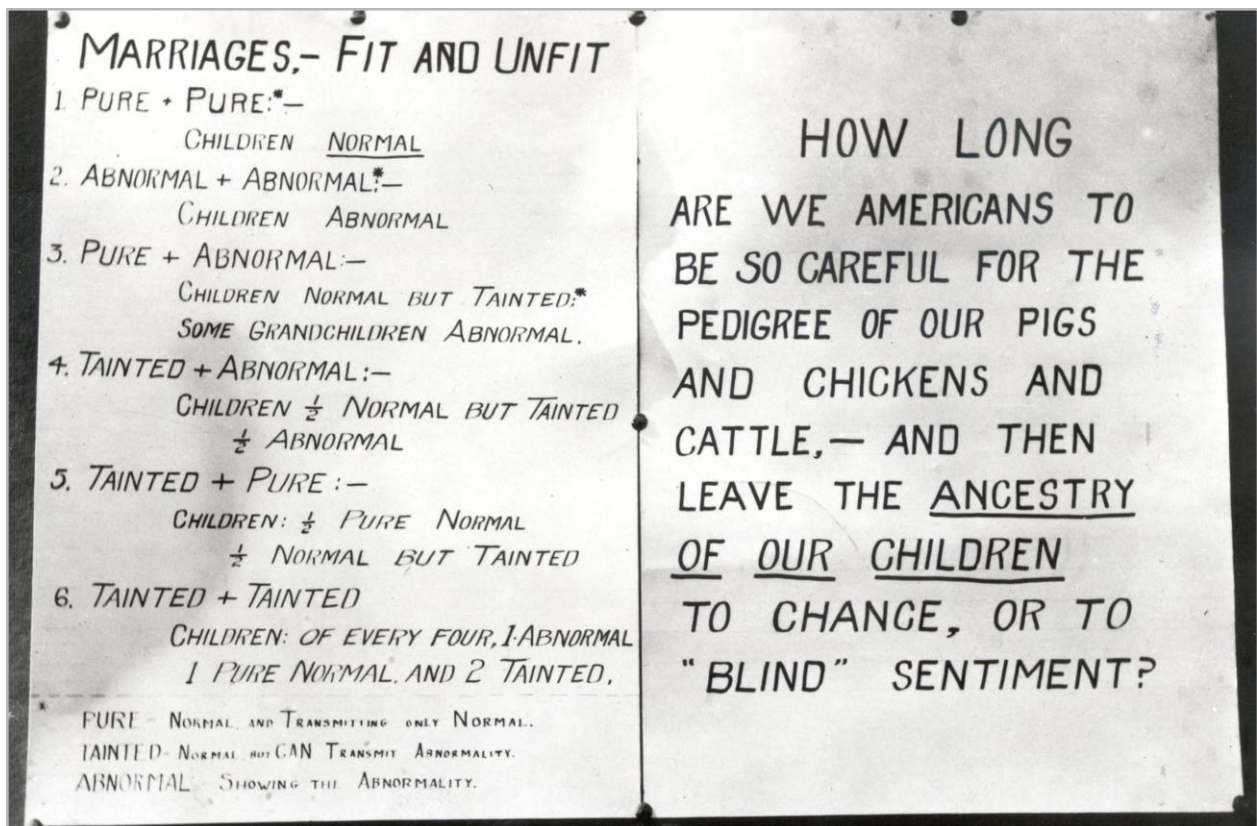 MARRIAGES,- FIT AND UNFIT
1. PURE + PURE:*-
CHILDREN NORMAL
2. ABNORMAL + ABNORMAL:*-
CHILDREN ABNORMAL
3. PURE + ABNORMAL:-
CHILDREN NORMAL BUT TAINTED:*
SOME GRANDCHILDREN ABNORMAL.
4. TAINTED + ABNORMAL:-
CHILDREN ½ NORMAL BUT TAINTED
½ ABNORMAL
5. TAINTED + PURE :-
CHILDREN: ½ PURE NORMAL
½ NORMAL BUT TAINTED
6. TAINTED + TAINTED
CHILDREN: OF EVERY FOUR, 1 ABNORMAL
1 PURE NORMAL. AND 2 TAINTED.
* PURE - NORMAL AND TRANSMITTING ONLY NORMAL.
TAINTED - NORMAL BUT CAN TRANSMIT ABNORMALITY.
ABNORMAL SHOWING THE ABNORMALITY.
HOW LONG
ARE WE AMERICANS TO
BE SO CAREFUL FOR THE
PEDIGREE OF OUR PIGS
AND CHICKENS AND
CATTLE,- AND THEN
LEAVE THE ANCESTRY
OF OUR CHILDREN
TO CHANCE, OR TO
"BLIND" SENTIMENT?